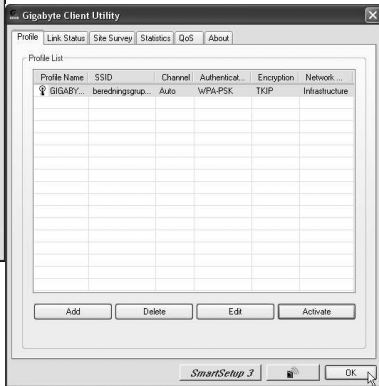 Gigabyte Client Utility
Profile Link Status Site Survey Statistics QoS About
Profile List
Profile Name SSID Channel Authenticat... Encryption Network ...
GIGABY... beredningsgrup... Auto WPA-PSK TKIP Infrastructure
Add Delete Edit Activate
SmartSetup 3 OK